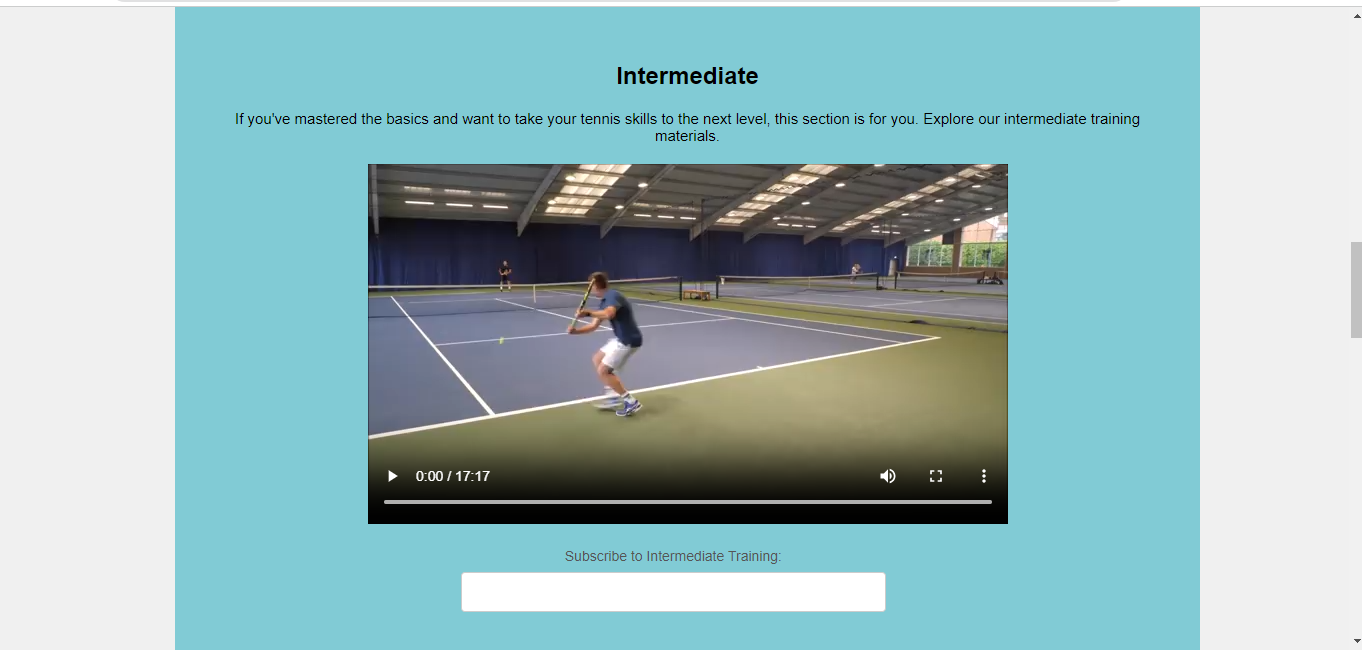 Intermediate
If you've mastered the basics and want to take your tennis skills to the next level, this section is for you. Explore our intermediate training
materials.
0:00 / 17:17
Subscribe to Intermediate Training: